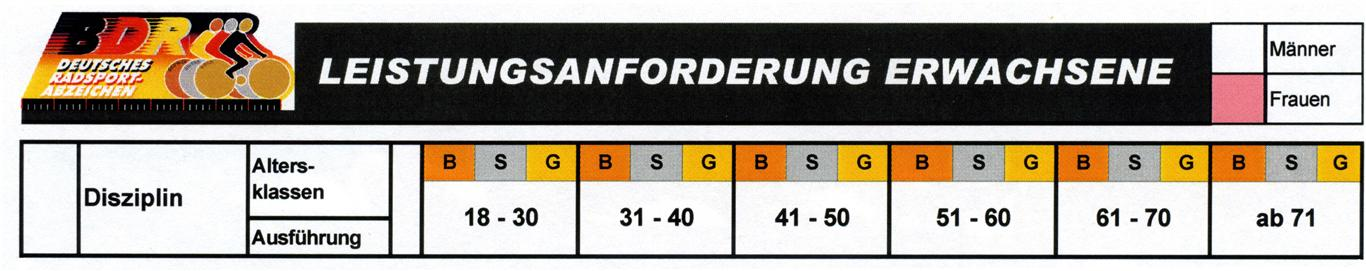 BDR
DEUTSCHES
RADSPORT-
ABZEICHEN
LEISTUNGSANFORDERUNG ERWACHSENE
Männer
Frauen
Disziplin
Alters-
klassen
Ausführung
B S G B S G B S G B S G B S G B S G
18 - 30 31 - 40 41 - 50 51 - 60 61 - 70 ab 71